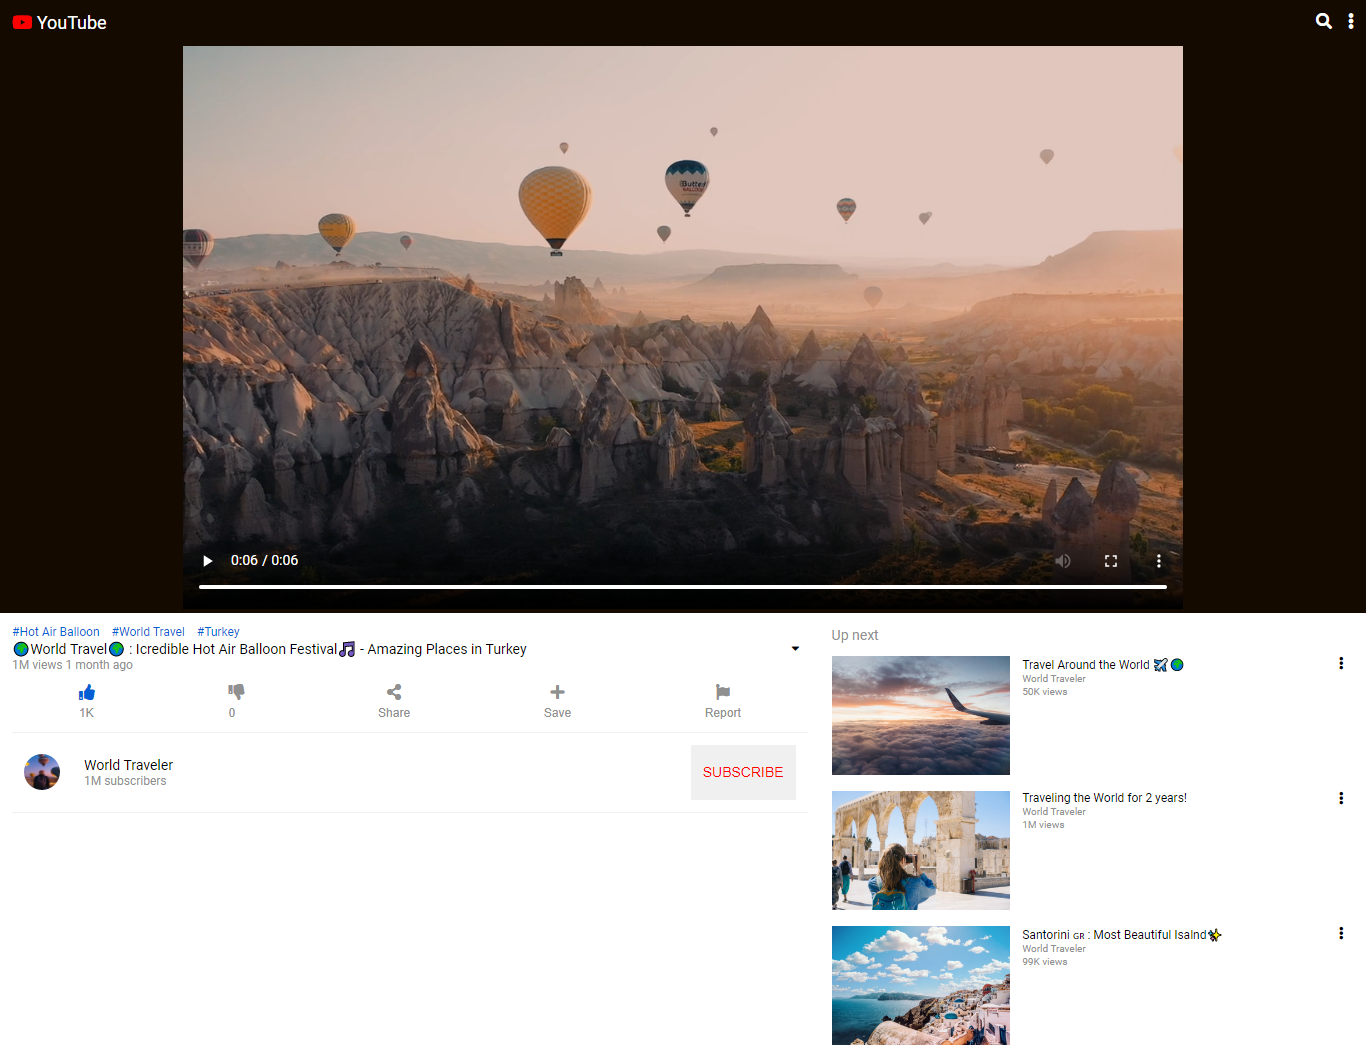 YouTube
Butterfly
BALLOONS
0:06 / 0:06
#Hot Air Balloon #World Travel #Turkey
🌍World Travel🌍 : Icredible Hot Air Balloon Festival🎵 - Amazing Places in Turkey
1M views 1 month ago
1K
0
Share
Save
Report
World Traveler
1M subscribers
SUBSCRIBE
Up next
Travel Around the World ✈️🌍
World Traveler
50K views
Traveling the World for 2 years!
World Traveler
1M views
Santorini GR : Most Beautiful Isalnd✨
World Traveler
99K views